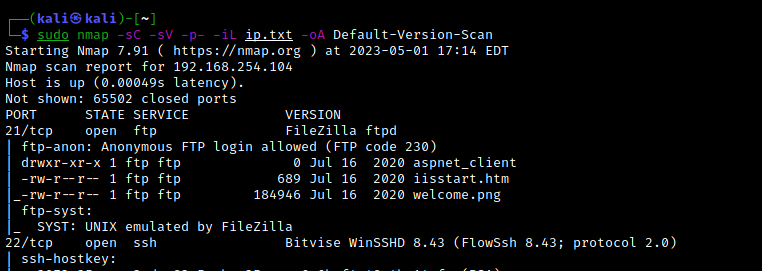 ┌──(kali㉿kali)-[~]
└─$ sudo nmap -sC -sV -p- -iL ip.txt -oA Default-Version-Scan
Starting Nmap 7.91 ( https://nmap.org ) at 2023-05-01 17:14 EDT
Nmap scan report for 192.168.254.104
Host is up (0.00049s latency).
Not shown: 65502 closed ports
PORT      STATE SERVICE            VERSION
21/tcp    open  ftp                FileZilla ftpd
| ftp-anon: Anonymous FTP login allowed (FTP code 230)
| drwxr-xr-x 1 ftp ftp              0 Jul 16  2020 aspnet_client
| -rw-r--r-- 1 ftp ftp            689 Jul 16  2020 iisstart.htm
|_-rw-r--r-- 1 ftp ftp         184946 Jul 16  2020 welcome.png
| ftp-syst:
|_  SYST: UNIX emulated by FileZilla
22/tcp    open  ssh                Bitvise WinSSHD 8.43 (FlowSsh 8.43; protocol 2.0)
| ssh-hostkey: